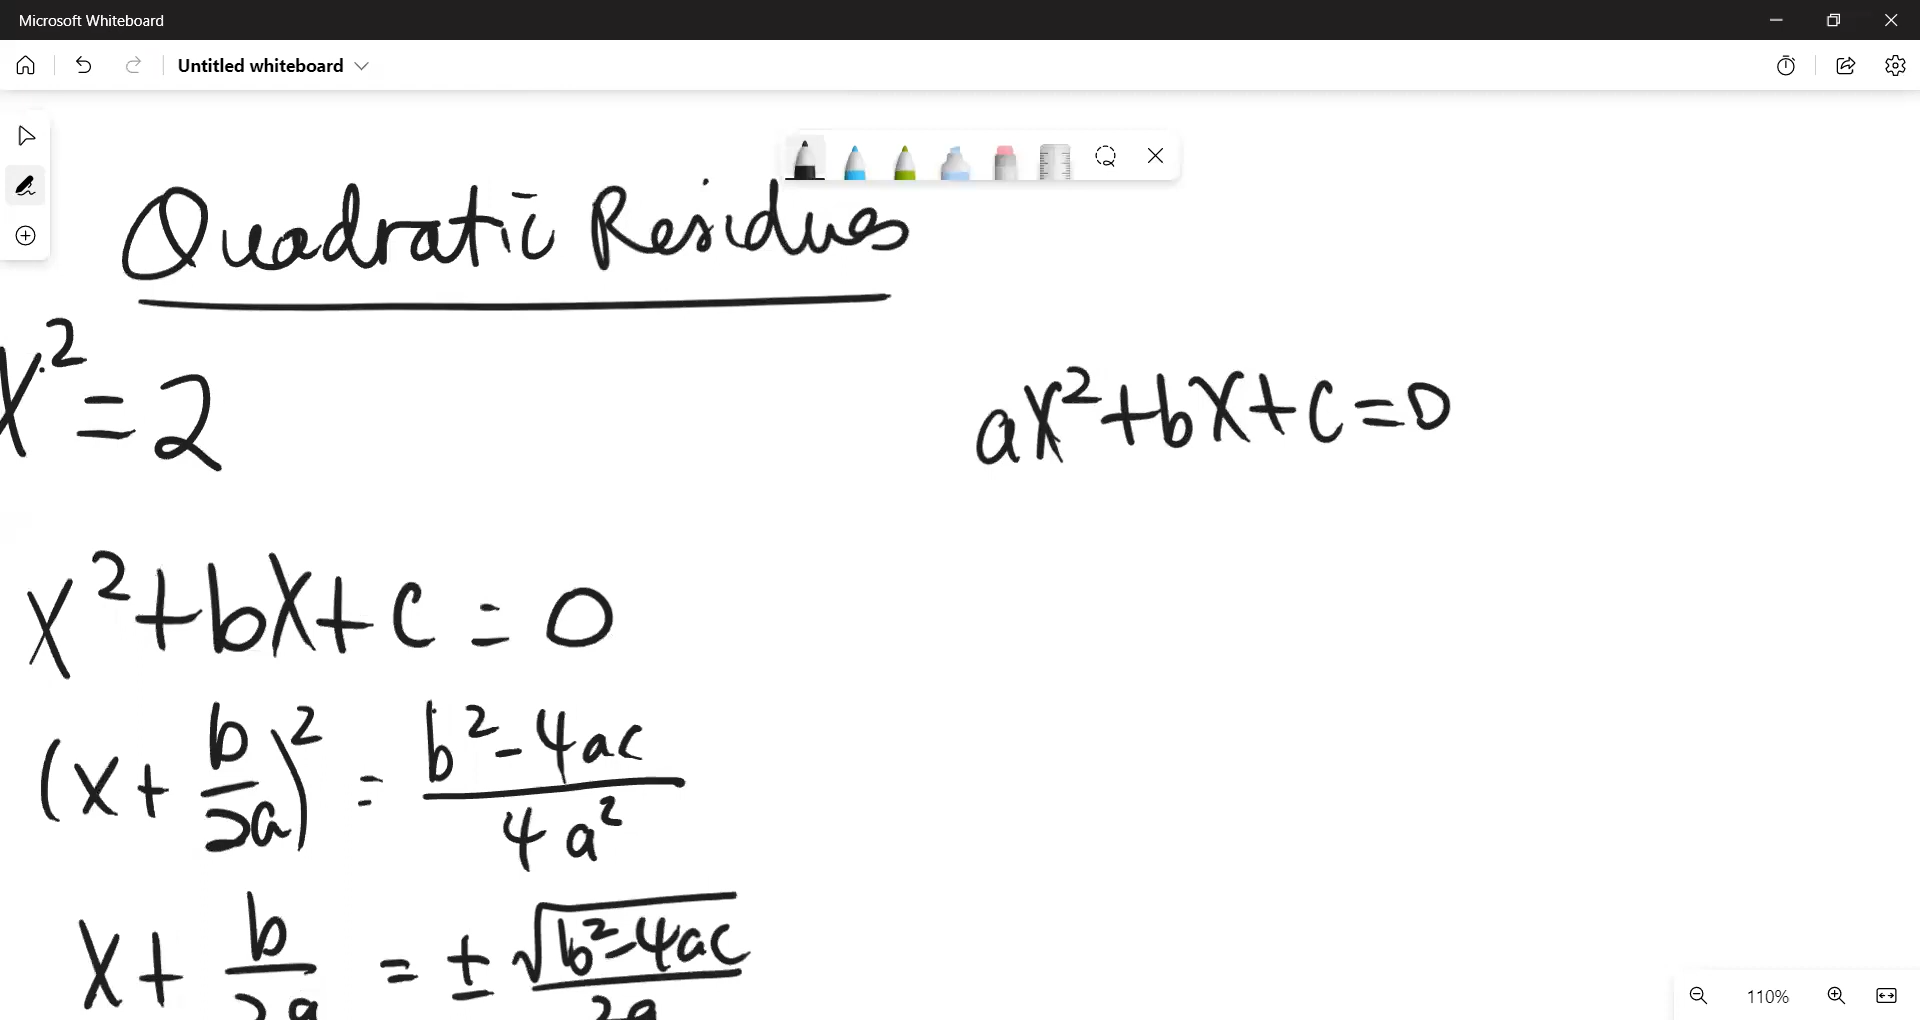 Microsoft Whiteboard
Untitled whiteboard
Quadratic Residues
x² = 2
ax²+bx+c=0
x²+bx+c = 0
(x + b/2a)² = b²-4ac/4a²
x + b/2a = ± √b²-4ac/2a
110%